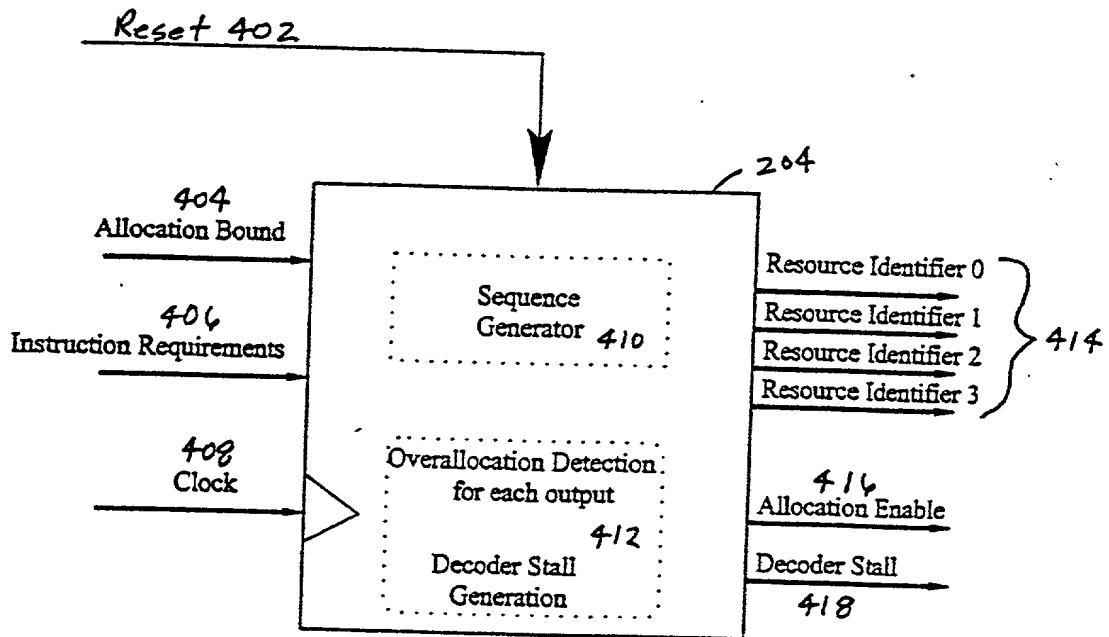 Reset 402
204
404
Allocation Bound
406
Instruction Requirements
408
Clock
Sequence
Generator 410
Overallocation Detection
for each output
412
Decoder Stall
Generation
Resource Identifier 0
Resource Identifier 1
Resource Identifier 2
Resource Identifier 3
414
416
Allocation Enable
Decoder Stall
418